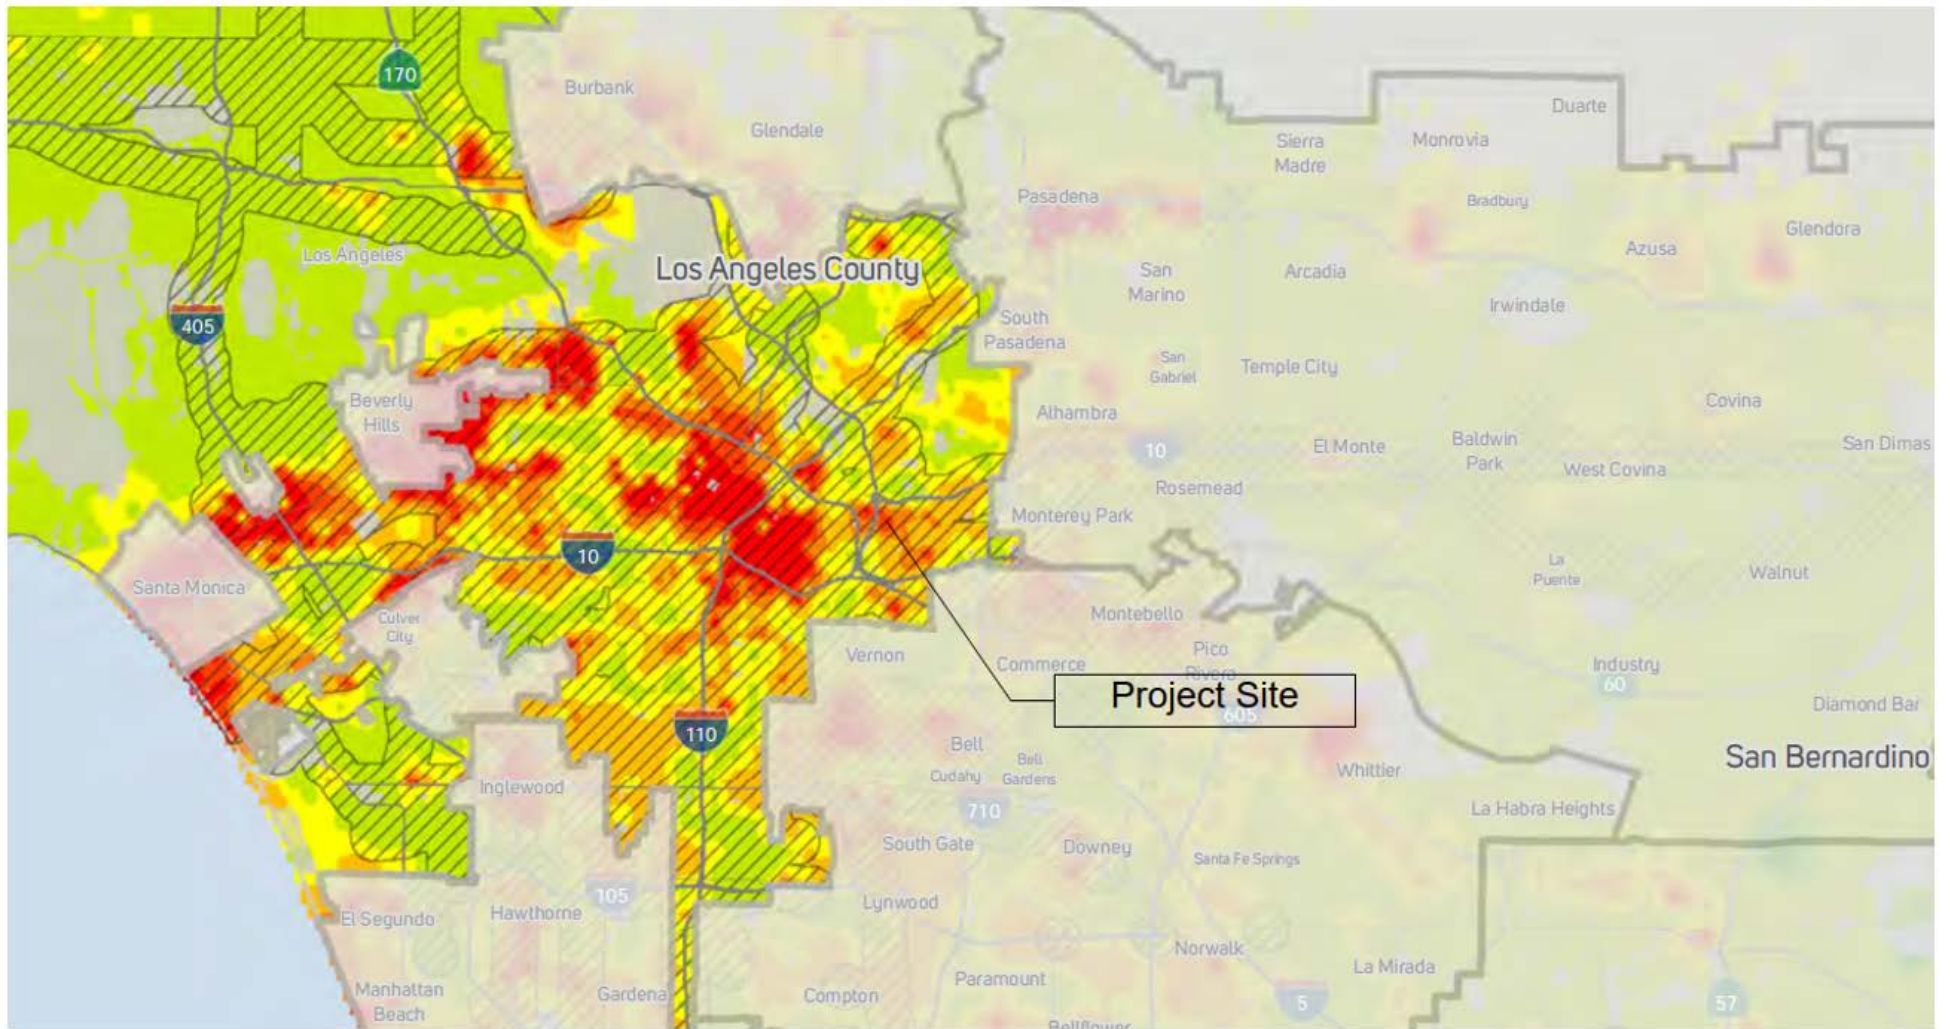 170
Burbank
Glendale
Duarte
Sierra
Madre
Monrovia
Pasadena
Bradbury
Glendora
Azusa
Los Angeles
Los Angeles County
San
Marino
Arcadia
Irwindale
405
South
Pasadena
San
Gabriel
Temple City
Beverly
Hills
Alhambra
Covina
10
El Monte
Baldwin
Park
San Dimas
West Covina
Rosemead
Monterey Park
10
La
Puente
Walnut
Santa Monica
Culver
City
Montebello
Vernon
Commerce
Pico
Rivera
Industry
60
Project Site
605
Diamond Bar
110
Bell
Bell
Gardens
Cudahy
Whittier
San Bernardino
Inglewood
710
La Habra Heights
South Gate
Downey
Santa Fe Springs
105
Lynwood
El Segundo
Hawthorne
Norwalk
La Mirada
Paramount
Manhattan
Beach
Gardena
Compton
5
57
Bellflower